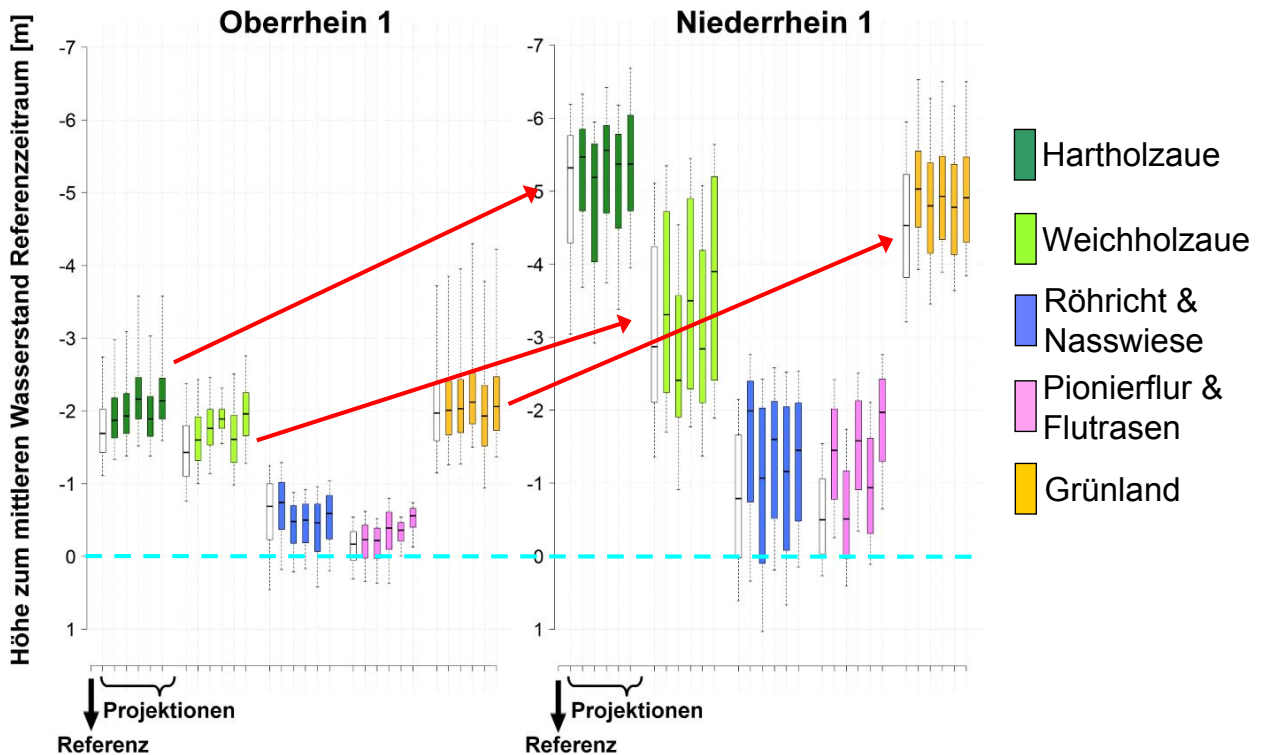 Oberrhein 1
Niederrhein 1
Höhe zum mittleren Wasserstand Referenzzeitraum [m]
-7
-6
-5
-4
-3
-2
-1
0
1
-7
-6
-5
-4
-3
-2
-1
0
1
Projektionen
Referenz
Projektionen
Referenz
Hartholzaue
Weichholzaue
Röhricht &
Nasswiese
Pionierflur &
Flutrasen
Grünland